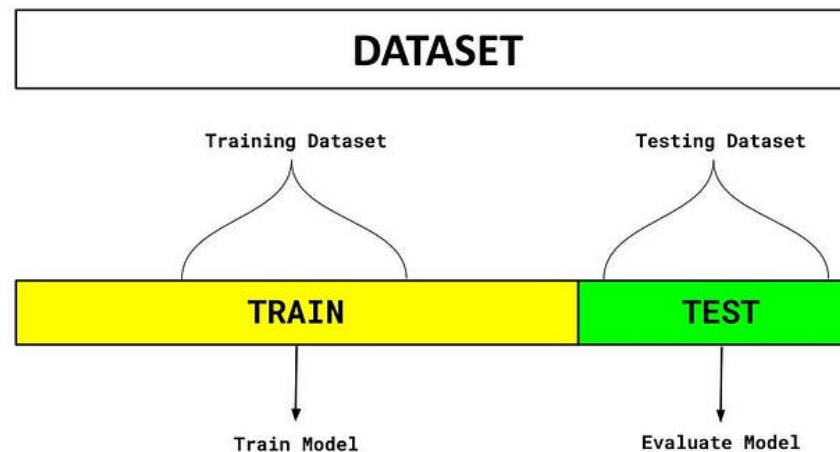 DATASET
Training Dataset
Testing Dataset
TRAIN
TEST
Train Model
Evaluate Model